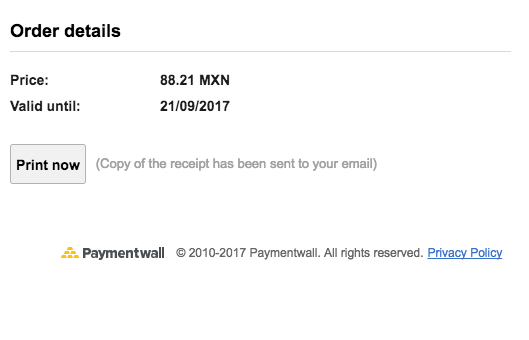 Order details
Price: 88.21 MXN
Valid until: 21/09/2017
Print now (Copy of the receipt has been sent to your email)
Paymentwall © 2010-2017 Paymentwall. All rights reserved. Privacy Policy